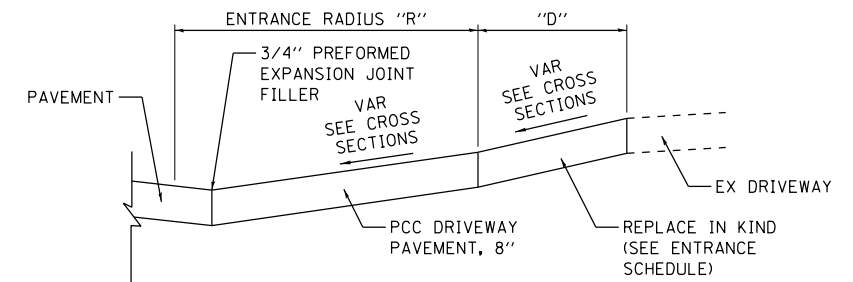 ENTRANCE RADIUS "R"
"D"
3/4" PREFORMED
EXPANSION JOINT
FILLER
PAVEMENT
VAR
SEE CROSS
SECTIONS
VAR
SEE CROSS
SECTIONS
EX DRIVEWAY
PCC DRIVEWAY
PAVEMENT, 8"
REPLACE IN KIND
(SEE ENTRANCE
SCHEDULE)